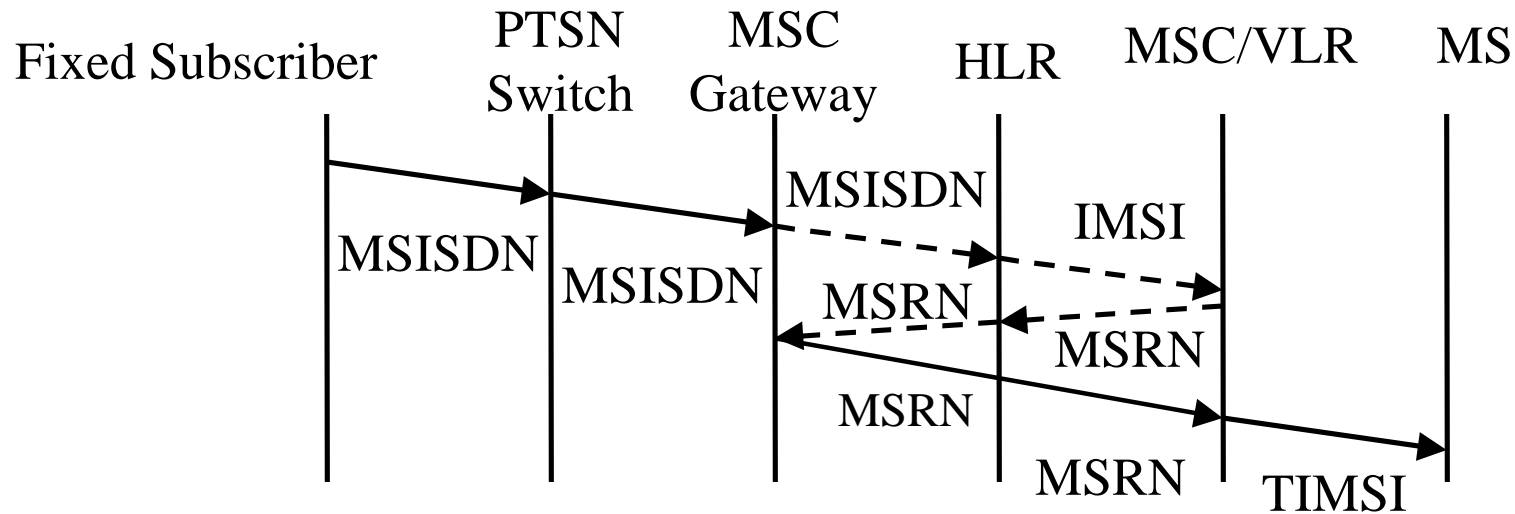 Fixed Subscriber
PTSN
Switch
MSC
Gateway
HLR
MSC/VLR
MS
MSISDN
IMSI
MSISDN
MSISDN
MSRN
MSRN
MSRN
MSRN
TIMSI